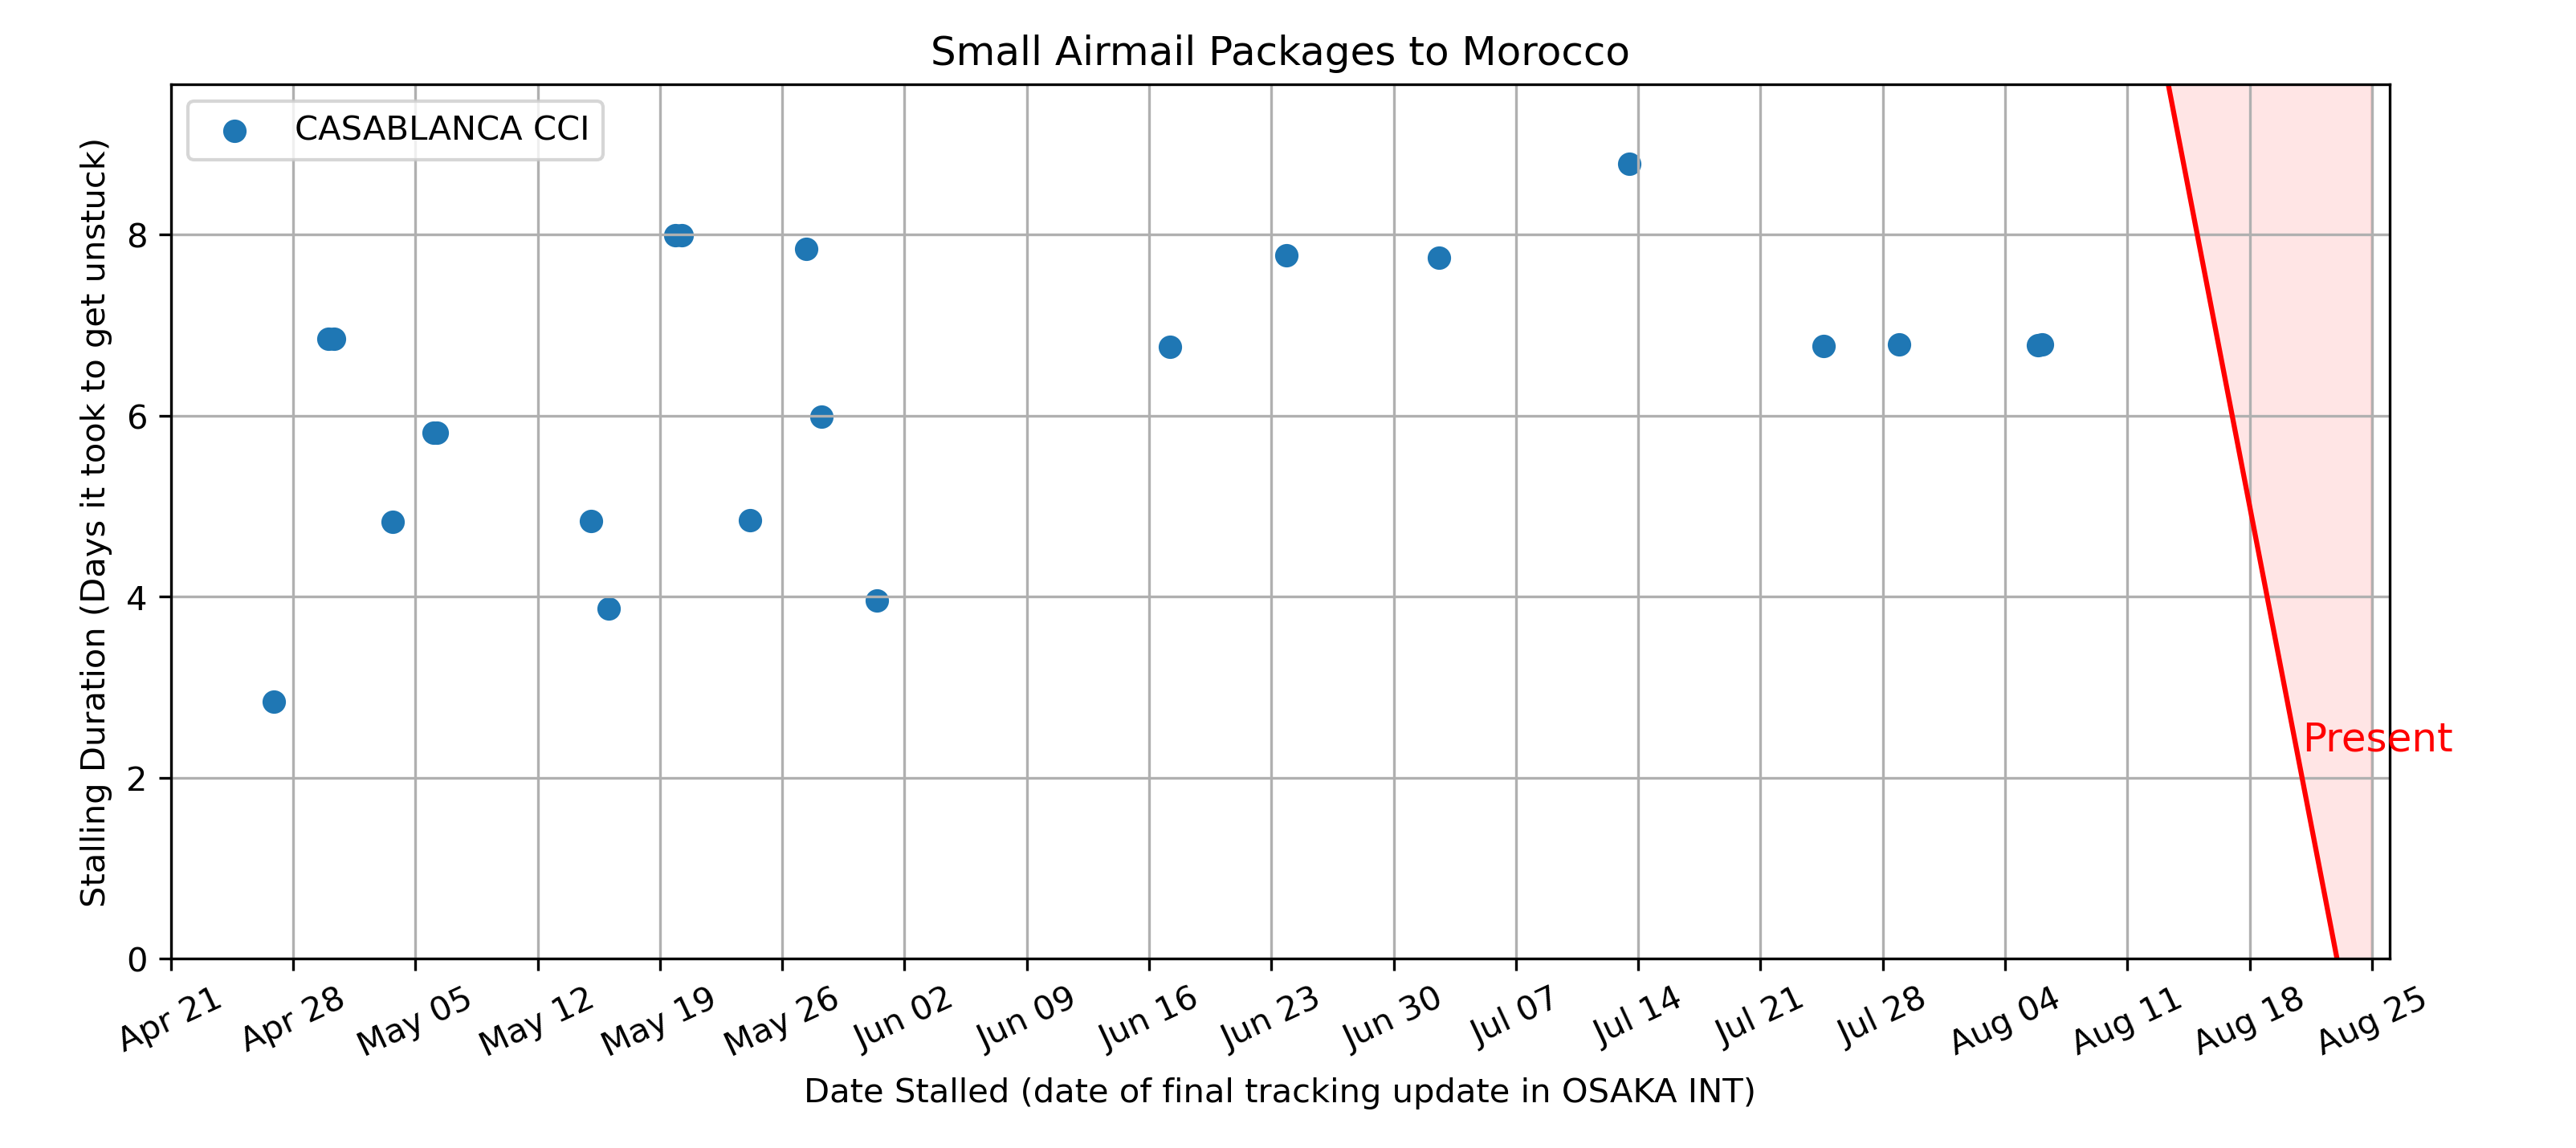 Small Airmail Packages to Morocco
CASABLANCA CCI
Stalling Duration (Days it took to get unstuck)
8
6
4
2
0
Present
Apr 21
Apr 28
May 05
May 12
May 19
May 26
Jun 02
Jun 09
Jun 16
Jun 23
Jun 30
Jul 07
Jul 14
Jul 21
Jul 28
Aug 04
Aug 11
Aug 18
Aug 25
Date Stalled (date of final tracking update in OSAKA INT)